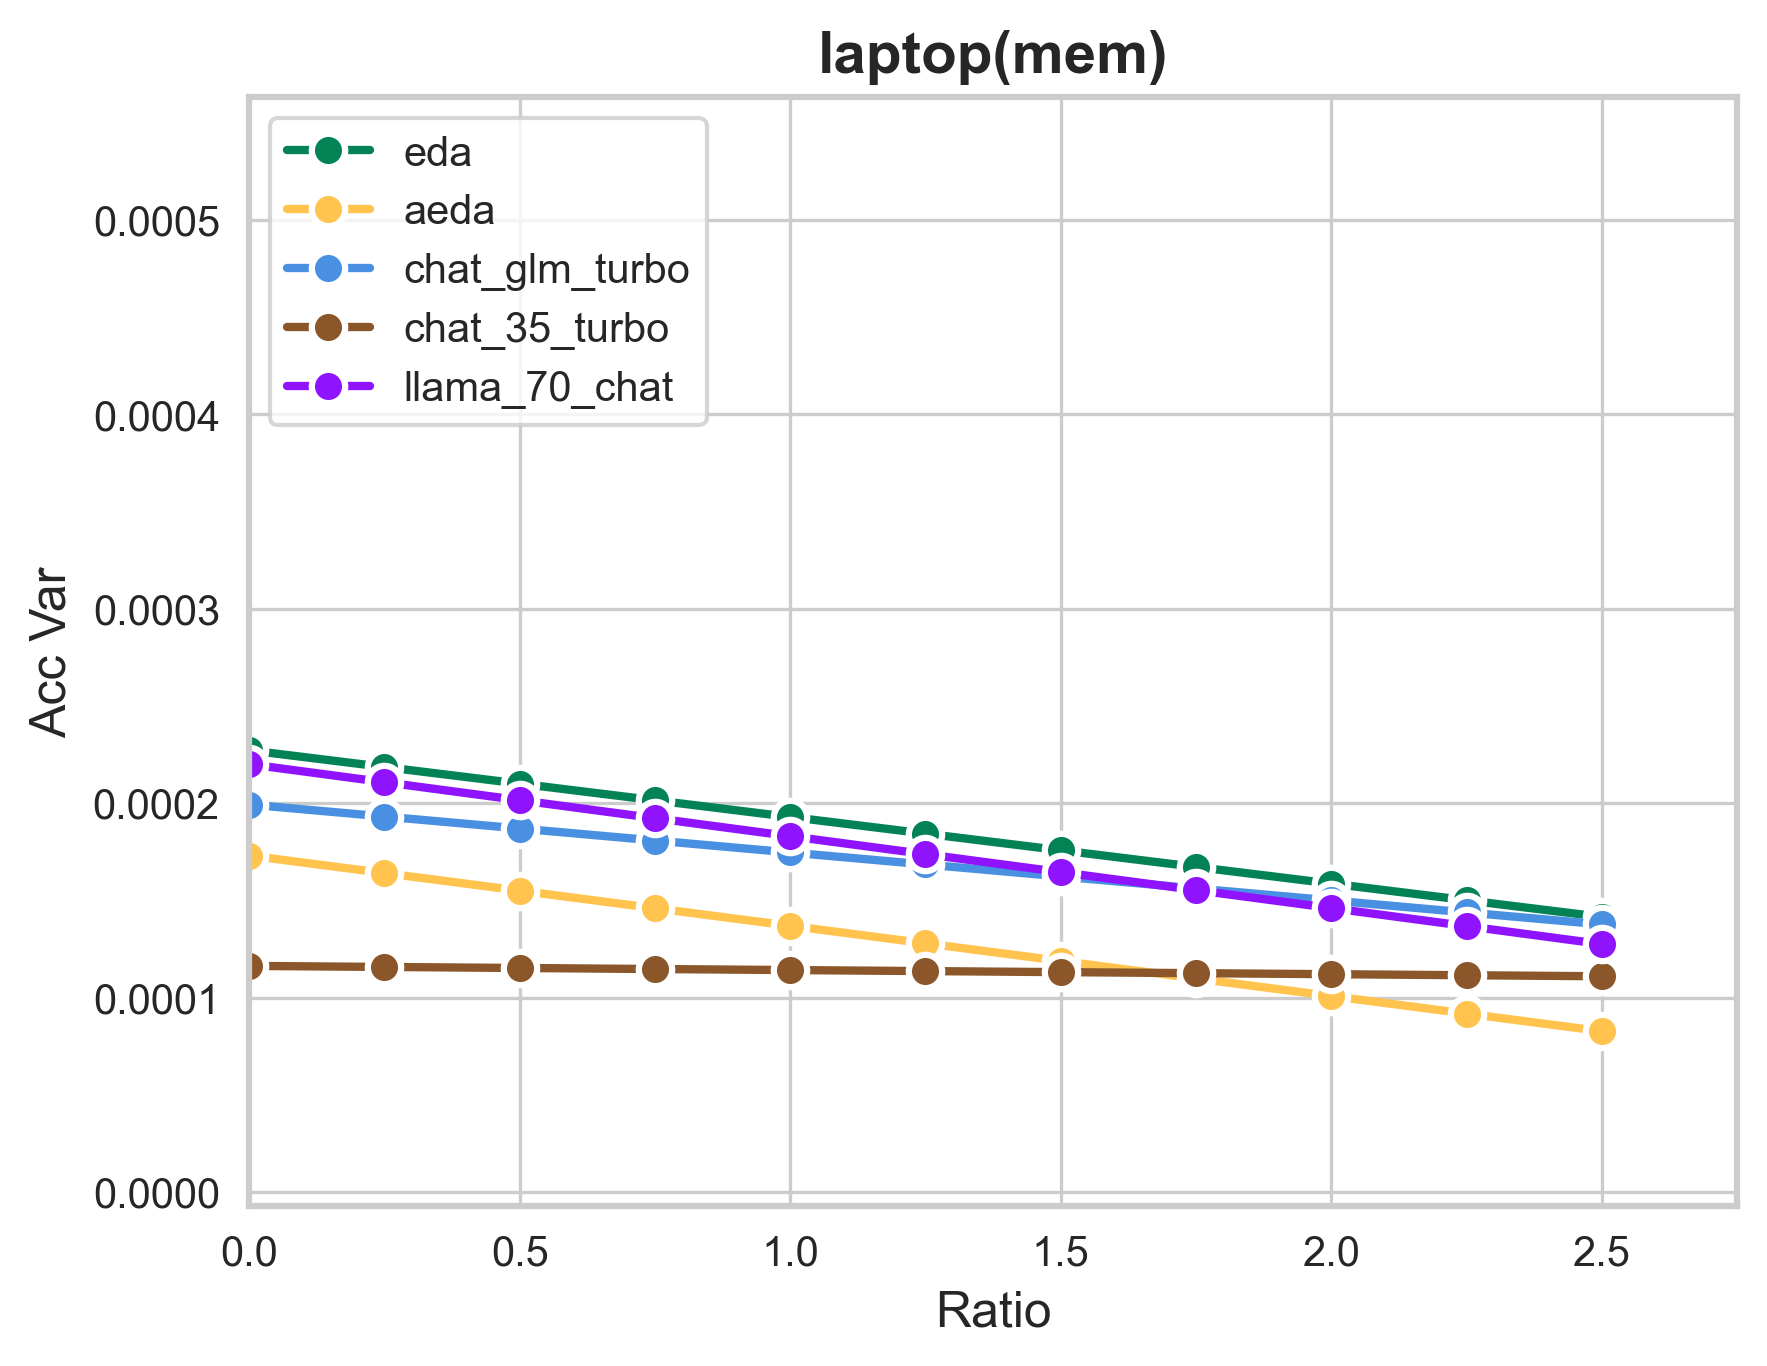 laptop(mem)
eda
aeda
chat_glm_turbo
chat_35_turbo
llama_70_chat
0.0005
0.0004
0.0003
0.0002
0.0001
0.0000
Acc Var
0.0 0.5 1.0 1.5 2.0 2.5
Ratio